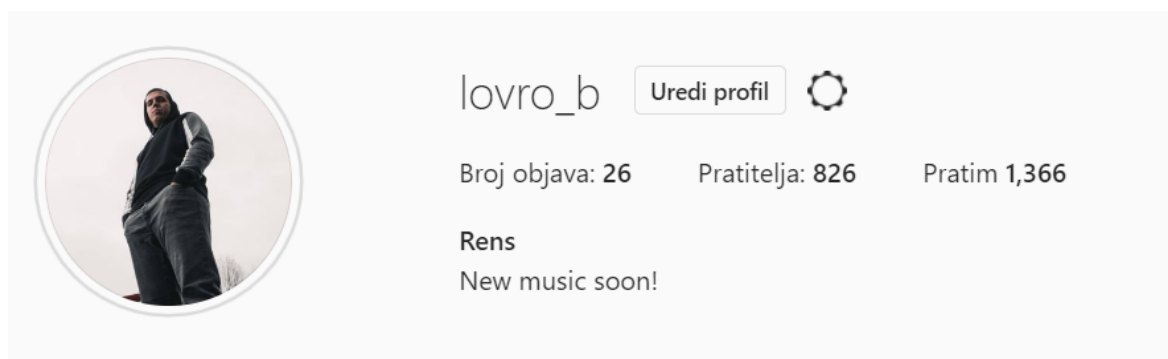 lovro_b Uredi profil
Broj objava: 26 Pratitelja: 826 Pratim 1,366
Rens
New music soon!